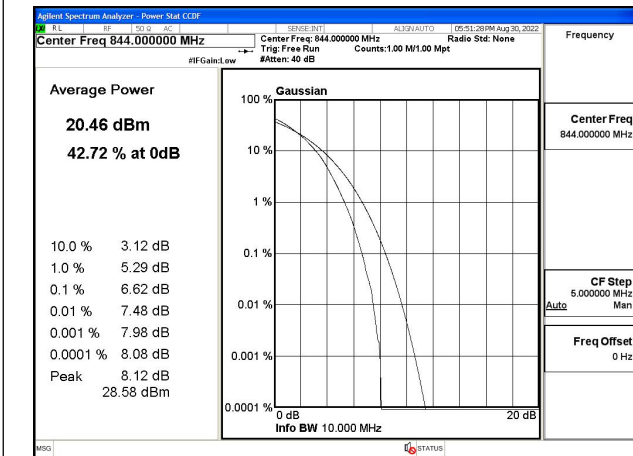 Agilent Spectrum Analyzer - Power Stat CCDF
RL RF 50 Ω AC SENSE:INT ALIGN AUTO 05:51:28 PM Aug 30, 2022
Center Freq 844.000000 MHz
Center Freq: 844.000000 MHz Radio Std: None
Trig: Free Run Counts:1.00 M/1.00 Mpt
#IFGain:Low #Atten: 40 dB
Frequency
Average Power
20.46 dBm
42.72 % at 0dB
10.0 % 3.12 dB
1.0 % 5.29 dB
0.1 % 6.62 dB
0.01 % 7.48 dB
0.001 % 7.98 dB
0.0001 % 8.08 dB
Peak 8.12 dB
28.58 dBm
Gaussian
100 %
10 %
1 %
0.1 %
0.01 %
0.001 %
0.0001 %
0 dB 20 dB
Info BW 10.000 MHz
Center Freq
844.000000 MHz
CF Step
5.000000 MHz
Auto Man
Freq Offset
0 Hz
MSG STATUS